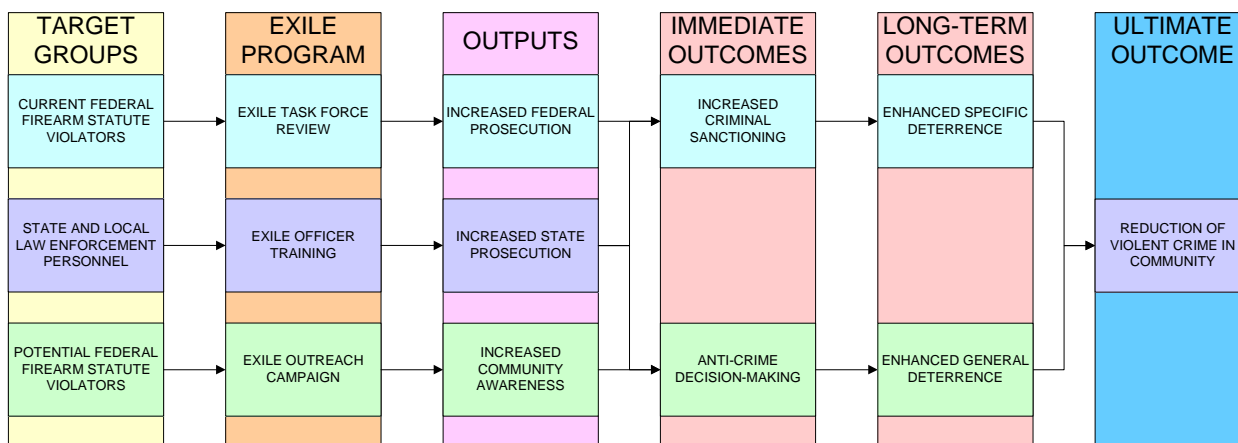 TARGET
GROUPS
EXILE
PROGRAM
OUTPUTS
IMMEDIATE
OUTCOMES
LONG-TERM
OUTCOMES
ULTIMATE
OUTCOME
CURRENT FEDERAL
FIREARM STATUTE
VIOLATORS
EXILE TASK FORCE
REVIEW
INCREASED FEDERAL
PROSECUTION
INCREASED
CRIMINAL
SANCTIONING
ENHANCED SPECIFIC
DETERRENCE
STATE AND LOCAL
LAW ENFORCEMENT
PERSONNEL
EXILE OFFICER
TRAINING
INCREASED STATE
PROSECUTION
REDUCTION OF
VIOLENT CRIME IN
COMMUNITY
POTENTIAL FEDERAL
FIREARM STATUTE
VIOLATORS
EXILE OUTREACH
CAMPAIGN
INCREASED
COMMUNITY
AWARENESS
ANTI-CRIME
DECISION-MAKING
ENHANCED GENERAL
DETERRENCE